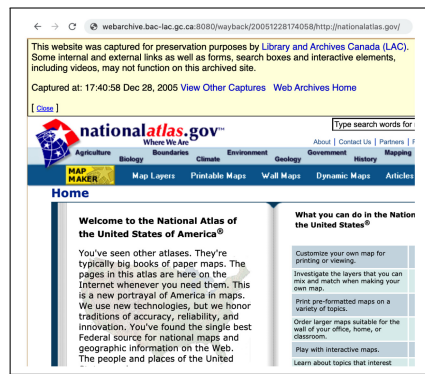 webarchive.bac-lac.gc.ca:8080/wayback/20051228174058/http://nationalatlas.gov/
This website was captured for preservation purposes by Library and Archives Canada (LAC).
Some internal and external links as well as forms, search boxes and interactive elements,
including videos, may not function on this archived site.
Captured at: 17:40:58 Dec 28, 2005 View Other Captures Web Archives Home
[ Close ]
nationalatlas.gov™
Where We Are
Type search words for
About | Contact Us | Partners |
Agriculture Biology Boundaries Climate Environment Geology Government History Mapping
MAP MAKER Map Layers Printable Maps Wall Maps Dynamic Maps Articles
Home
Welcome to the National Atlas of
the United States of America®
You've seen other atlases. They're
typically big books of paper maps. The
pages in this atlas are here on the
Internet whenever you need them. This
is a new portrayal of America in maps.
We use new technologies, but we honor
traditions of accuracy, reliability, and
innovation. You've found the single best
Federal source for national maps and
geographic information on the Web.
The people and places of the United
What you can do in the Nation
the United States®
Customize your own map for
printing or viewing.
Investigate the layers that you can
mix and match when making your
own map.
Print pre-formatted maps on a
variety of topics.
Order larger maps suitable for the
wall of your office, home, or
classroom.
Play with interactive maps.
Learn about topics that interest